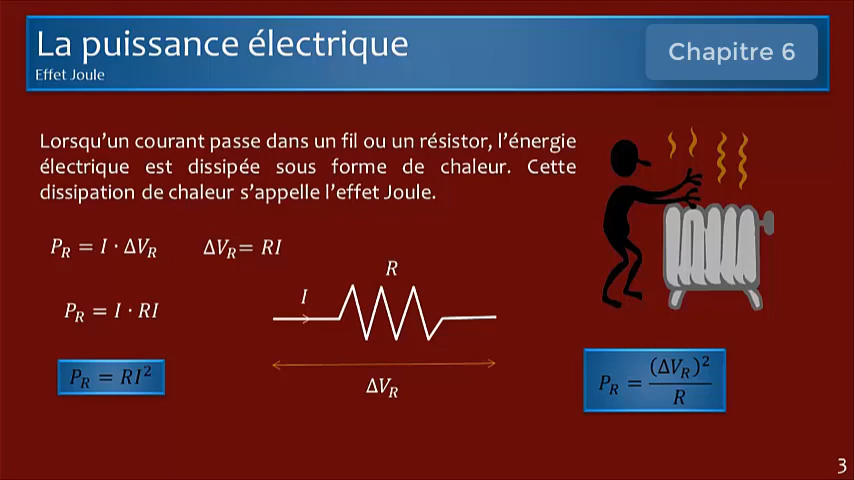 La puissance électrique
Effet Joule
Chapitre 6
Lorsqu'un courant passe dans un fil ou un résistor, l'énergie
électrique est dissipée sous forme de chaleur. Cette
dissipation de chaleur s'appelle l'effet Joule.
P_R = I · ΔV_R
ΔV_R = RI
R
I
P_R = I · RI
P_R = RI²
ΔV_R
P_R = (ΔV_R)²/R
3